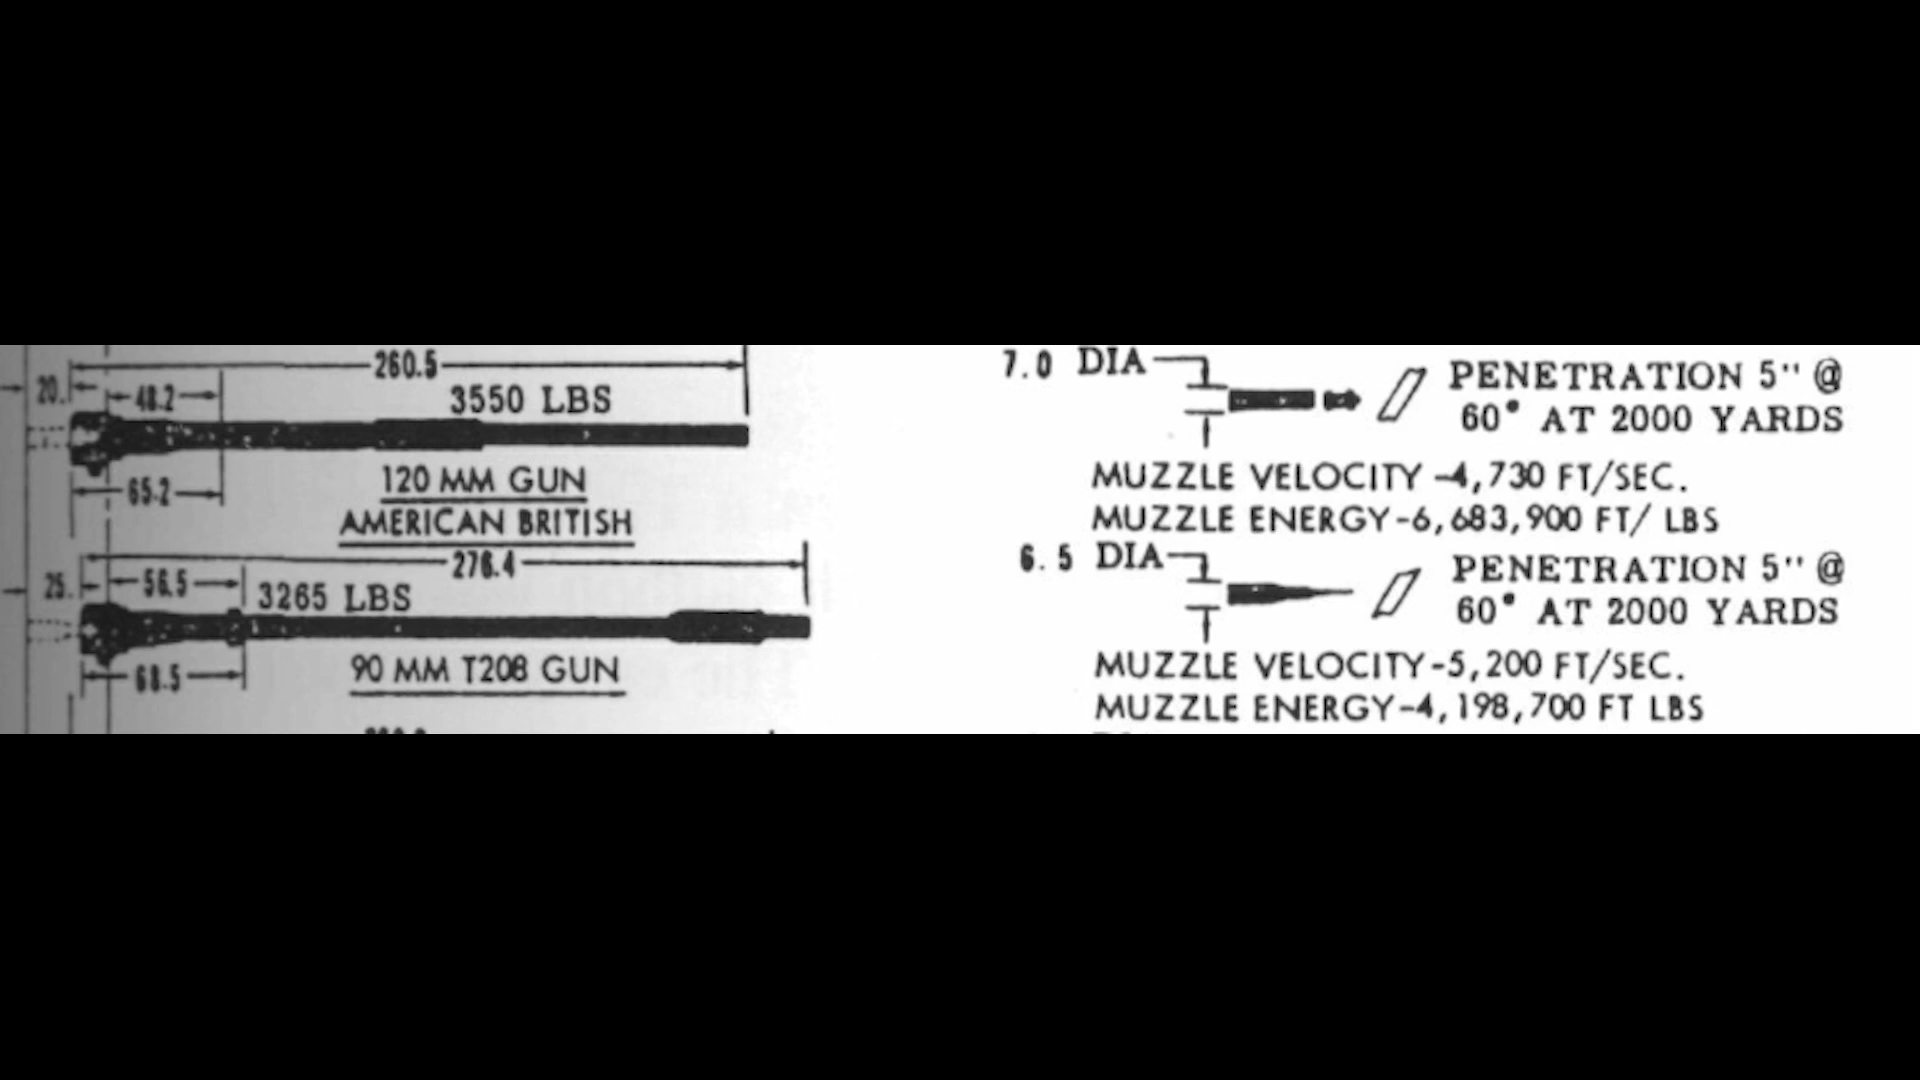 260.5
7.0 DIA
PENETRATION 5" @
20.
48.2
3550 LBS
60° AT 2000 YARDS
65.2
120 MM GUN
MUZZLE VELOCITY -4,730 FT/SEC.
AMERICAN BRITISH
MUZZLE ENERGY-6,683,900 FT/ LBS
276.4
6.5 DIA
PENETRATION 5" @
25.
56.5
3265 LBS
60° AT 2000 YARDS
68.5
90 MM T208 GUN
MUZZLE VELOCITY-5,200 FT/SEC.
MUZZLE ENERGY-4,198,700 FT LBS